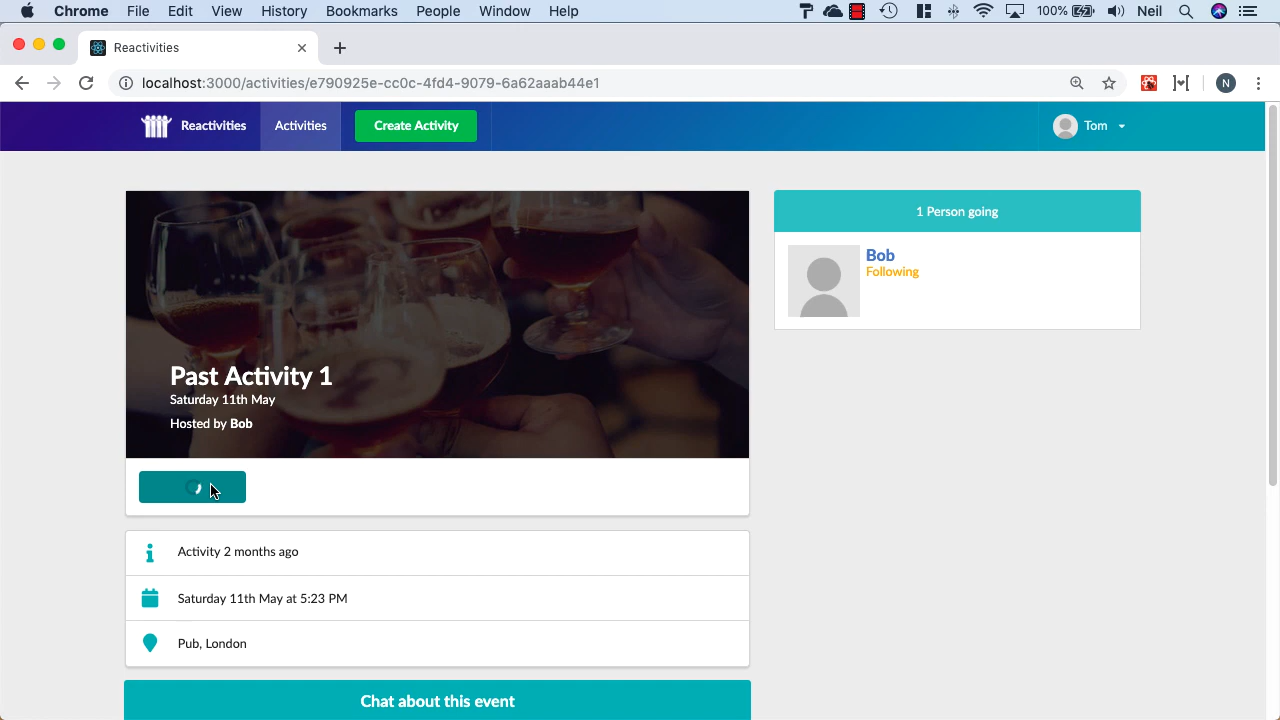 Chrome File Edit View History Bookmarks People Window Help 100% Neil
Reactivities
localhost:3000/activities/e790925e-cc0c-4fd4-9079-6a62aaab44e1 N
Reactivities Activities Create Activity Tom
1 Person going
Bob
Following
Past Activity 1
Saturday 11th May
Hosted by Bob
Activity 2 months ago
Saturday 11th May at 5:23 PM
Pub, London
Chat about this event